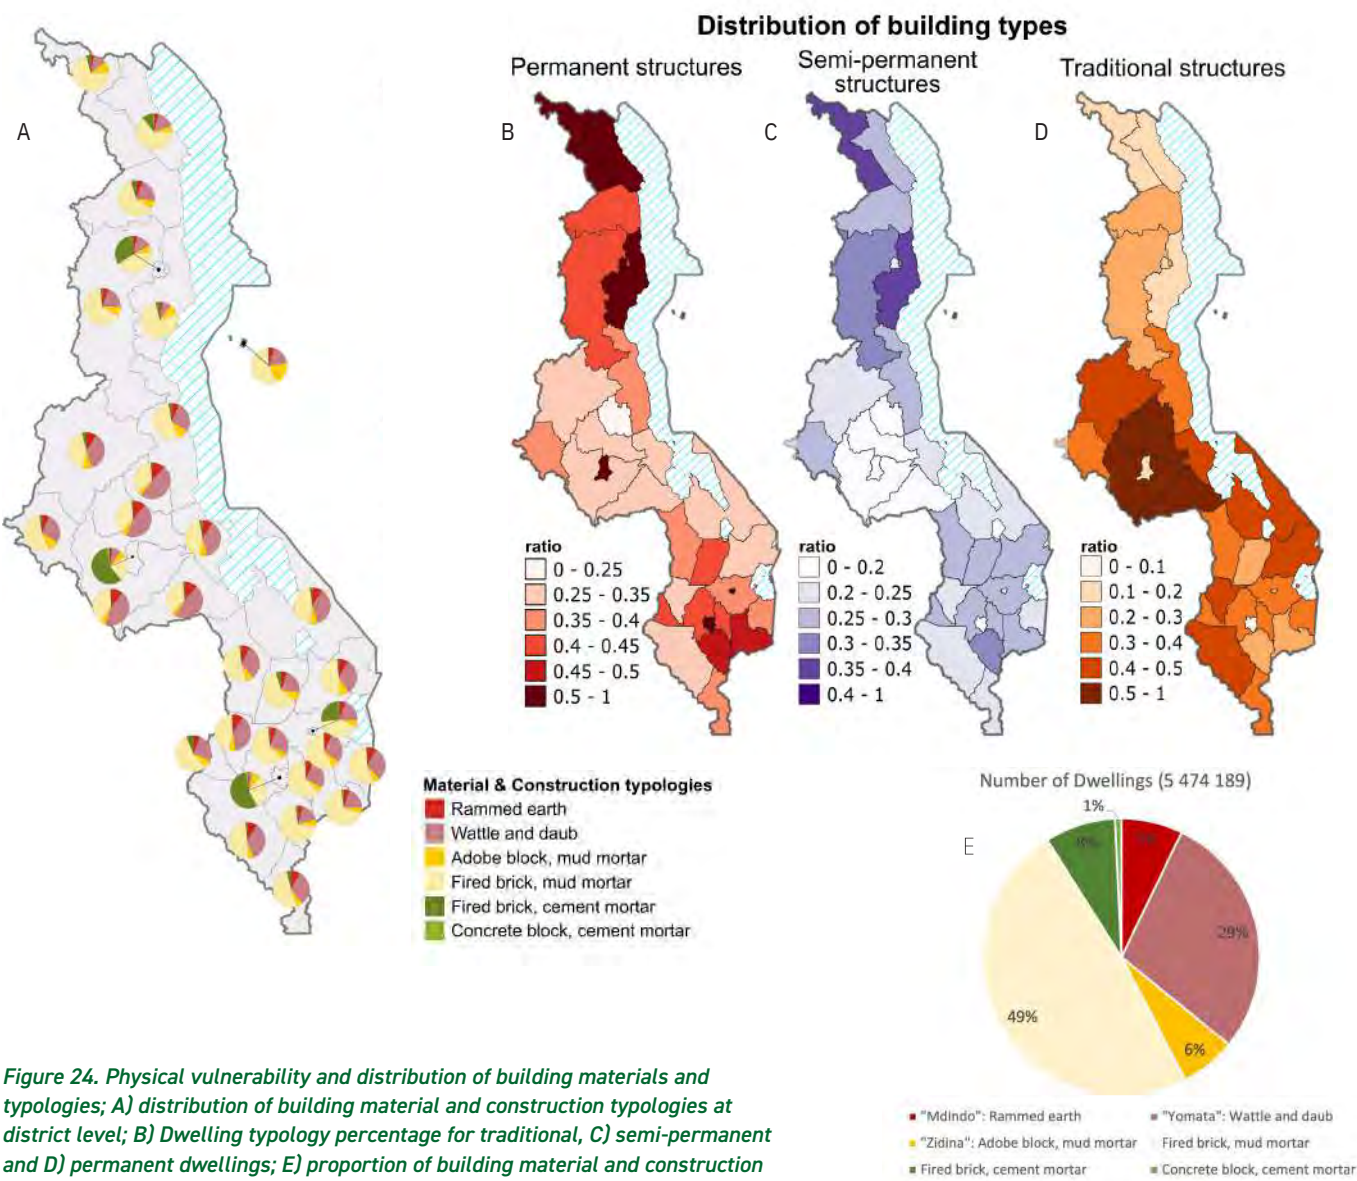 Distribution of building types
Permanent structures
Semi-permanent
structures
Traditional structures
A
B
C
D
ratio
0 - 0.25
0.25 - 0.35
0.35 - 0.4
0.4 - 0.45
0.45 - 0.5
0.5 - 1
ratio
0 - 0.2
0.2 - 0.25
0.25 - 0.3
0.3 - 0.35
0.35 - 0.4
0.4 - 1
ratio
0 - 0.1
0.1 - 0.2
0.2 - 0.3
0.3 - 0.4
0.4 - 0.5
0.5 - 1
Material & Construction typologies
Rammed earth
Wattle and daub
Adobe block, mud mortar
Fired brick, mud mortar
Fired brick, cement mortar
Concrete block, cement mortar
Number of Dwellings (5 474 189)
E
1%
8%
29%
49%
6%
"Mdindo": Rammed earth
"Yomata": Wattle and daub
"Zidina": Adobe block, mud mortar
Fired brick, mud mortar
Fired brick, cement mortar
Concrete block, cement mortar
Figure 24. Physical vulnerability and distribution of building materials and
typologies; A) distribution of building material and construction typologies at
district level; B) Dwelling typology percentage for traditional, C) semi-permanent
and D) permanent dwellings; E) proportion of building material and construction